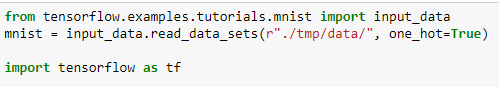 from tensorflow.examples.tutorials.mnist import input_data
mnist = input_data.read_data_sets(r"./tmp/data/", one_hot=True)
import tensorflow as tf